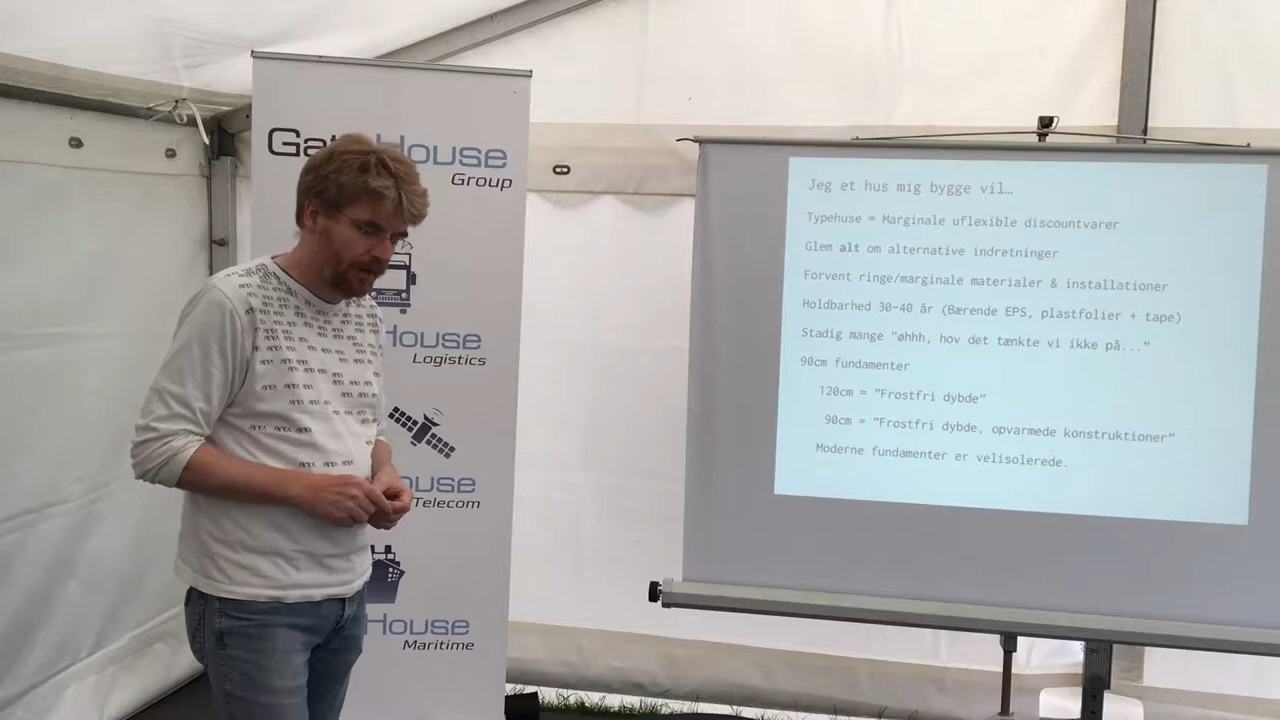 Ga House
Group
House
Logistics
ouse
Telecom
House
Maritime
Jeg et hus mig bygge vil…
Typehuse = Marginale uflexible discountvarer
Glem alt om alternative indretninger
Forvent ringe/marginale materialer & installationer
Holdbarhed 30-40 år (Bærende EPS, plastfolier + tape)
Stadig mange "øhhh, hov det tænkte vi ikke på..."
90cm fundamenter
120cm = "Frostfri dybde"
90cm = "Frostfri dybde, opvarmede konstruktioner"
Moderne fundamenter er velisolerede.